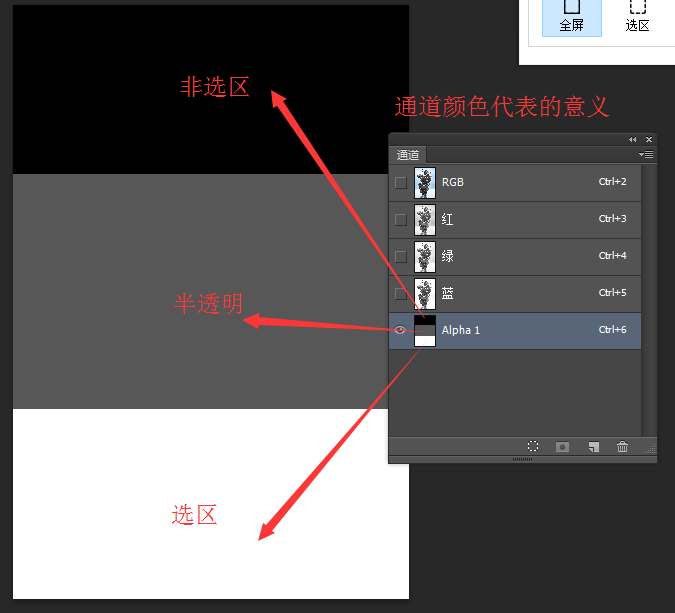 全屏
选区
非选区
通道颜色代表的意义
通道
RGB Ctrl+2
红 Ctrl+3
绿 Ctrl+4
半透明
蓝 Ctrl+5
Alpha 1 Ctrl+6
选区